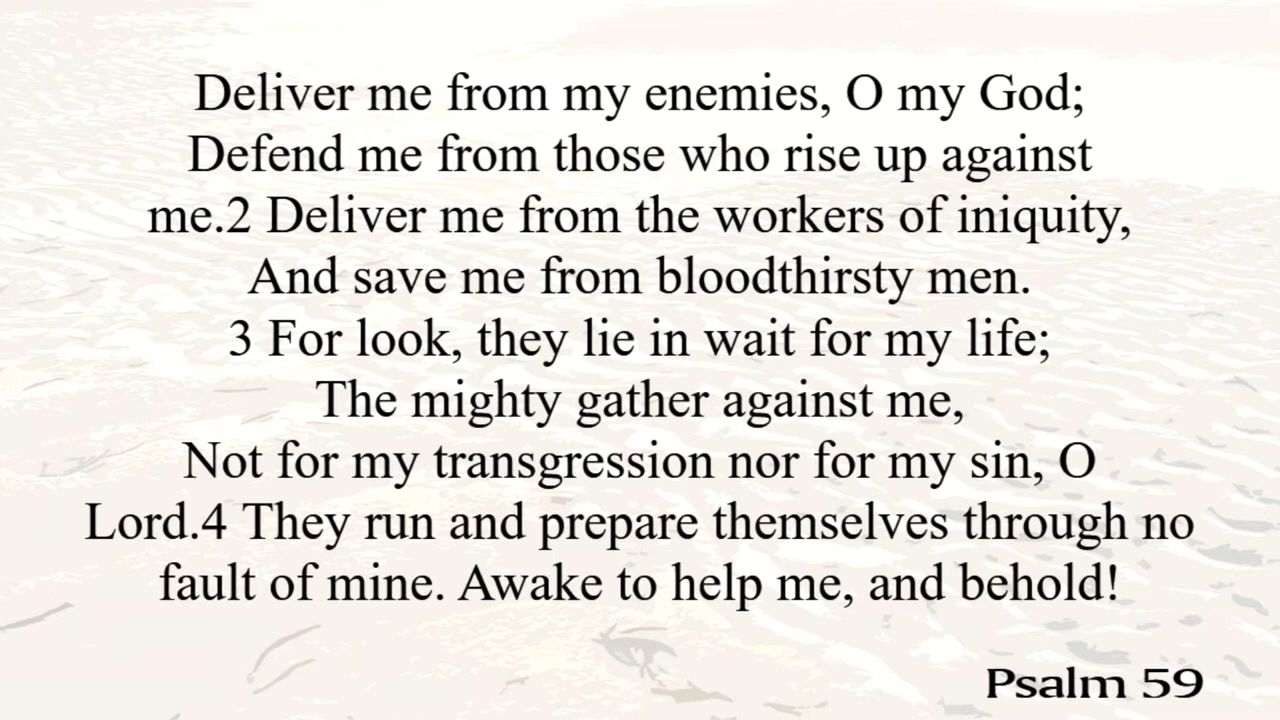 Deliver me from my enemies, O my God;
Defend me from those who rise up against
me.2 Deliver me from the workers of iniquity,
And save me from bloodthirsty men.
3 For look, they lie in wait for my life;
The mighty gather against me,
Not for my transgression nor for my sin, O
Lord.4 They run and prepare themselves through no
fault of mine. Awake to help me, and behold!
Psalm 59